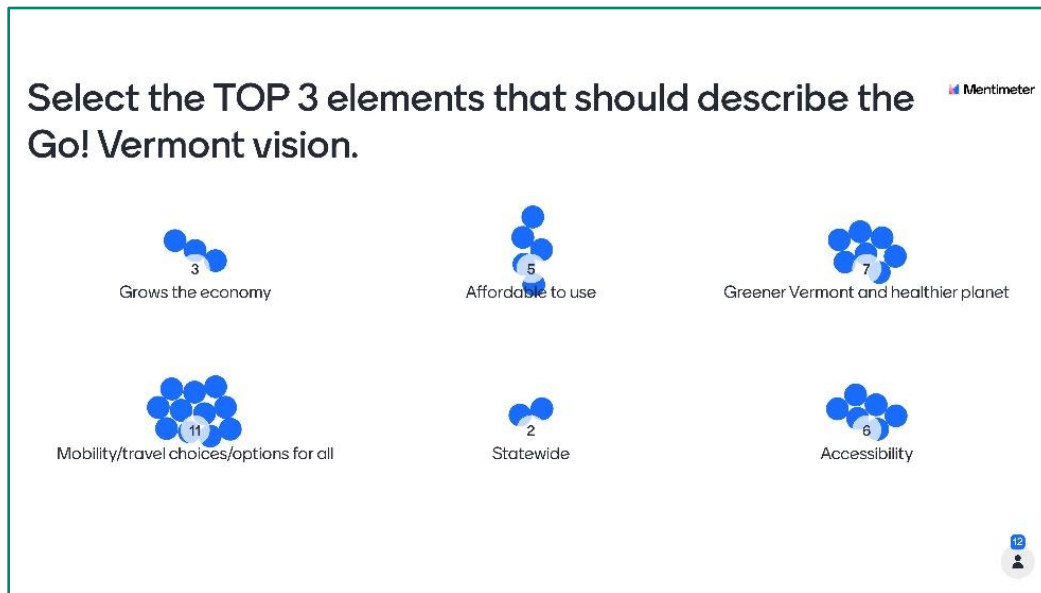 Select the TOP 3 elements that should describe the
Go! Vermont vision.
Mentimeter
3
Grows the economy
5
Affordable to use
7
Greener Vermont and healthier planet
11
Mobility/travel choices/options for all
2
Statewide
6
Accessibility
12